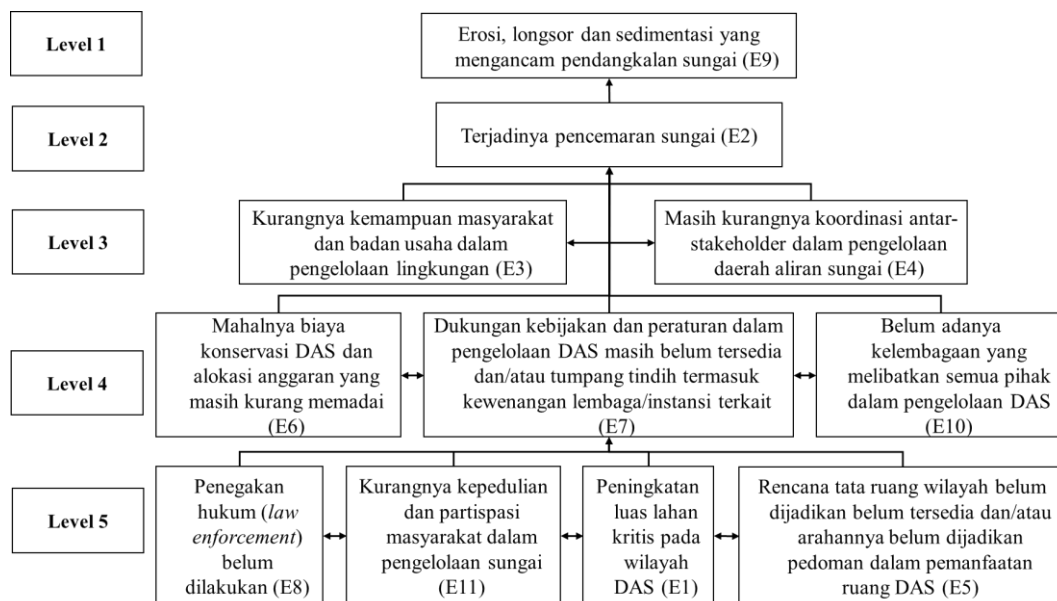 Level 1
Erosi, longsor dan sedimentasi yang
mengancam pendangkalan sungai (E9)
Level 2
Terjadinya pencemaran sungai (E2)
Level 3
Kurangnya kemampuan masyarakat
dan badan usaha dalam
pengelolaan lingkungan (E3)
Masih kurangnya koordinasi antar-
stakeholder dalam pengelolaan
daerah aliran sungai (E4)
Level 4
Mahalnya biaya
konservasi DAS dan
alokasi anggaran yang
masih kurang memadai
(E6)
Dukungan kebijakan dan peraturan dalam
pengelolaan DAS masih belum tersedia
dan/atau tumpang tindih termasuk
kewenangan lembaga/instansi terkait
(E7)
Belum adanya
kelembagaan yang
melibatkan semua pihak
dalam pengelolaan DAS
(E10)
Level 5
Penegakan
hukum (law
enforcement)
belum
dilakukan (E8)
Kurangnya kepedulian
dan partispasi
masyarakat dalam
pengelolaan sungai
(E11)
Peningkatan
luas lahan
kritis pada
wilayah
DAS (E1)
Rencana tata ruang wilayah belum
dijadikan belum tersedia dan/atau
arahannya belum dijadikan
pedoman dalam pemanfaatan
ruang DAS (E5)